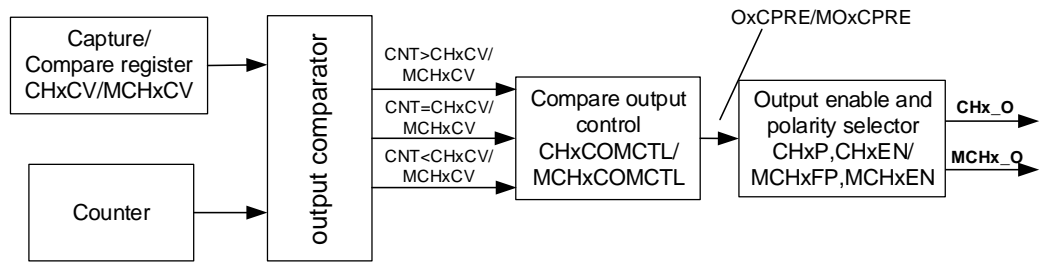 Capture/
Compare register
CHxCV/MCHxCV
Counter
output comparator
CNT>CHxCV/
MCHxCV
CNT=CHxCV/
MCHxCV
CNT<CHxCV/
MCHxCV
Compare output
control
CHxCOMCTL/
MCHxCOMCTL
OxCPRE/MOxCPRE
Output enable and
polarity selector
CHxP,CHxEN/
MCHxFP,MCHxEN
CHx_O
MCHx_O